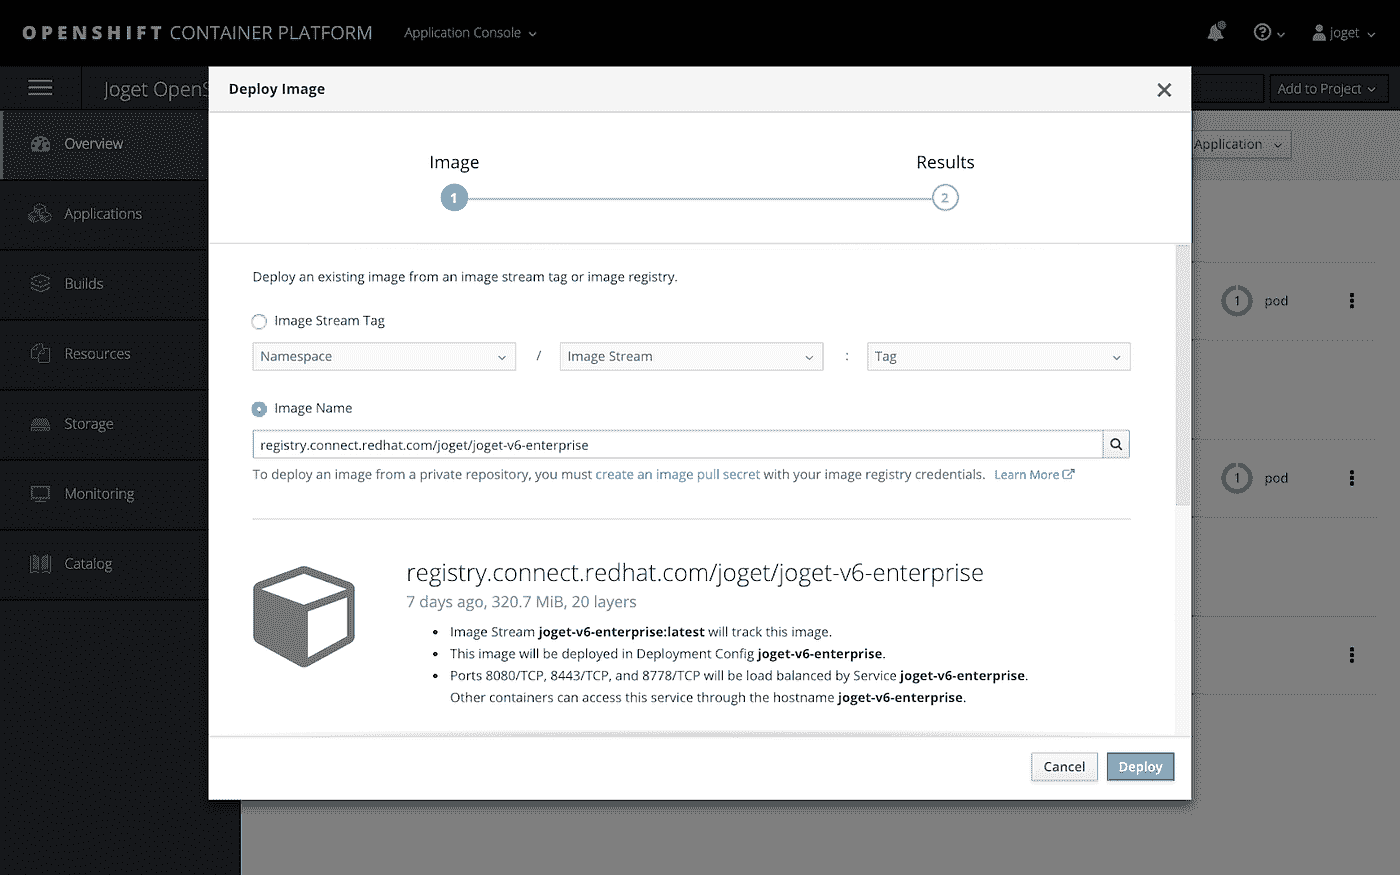 OPENSHIFT CONTAINER PLATFORM Application Console joget
Joget OpenS Add to Project
Deploy Image
Overview
Application
Image Results
1 2
Applications
Deploy an existing image from an image stream tag or image registry.
Builds
1 pod
Image Stream Tag
Resources
Namespace / Image Stream : Tag
Image Name
Storage
registry.connect.redhat.com/joget/joget-v6-enterprise
To deploy an image from a private repository, you must create an image pull secret with your image registry credentials. Learn More
1 pod
Monitoring
Catalog
registry.connect.redhat.com/joget/joget-v6-enterprise
7 days ago, 320.7 MiB, 20 layers
• Image Stream joget-v6-enterprise:latest will track this image.
• This image will be deployed in Deployment Config joget-v6-enterprise.
• Ports 8080/TCP, 8443/TCP, and 8778/TCP will be load balanced by Service joget-v6-enterprise.
Other containers can access this service through the hostname joget-v6-enterprise.
Cancel Deploy